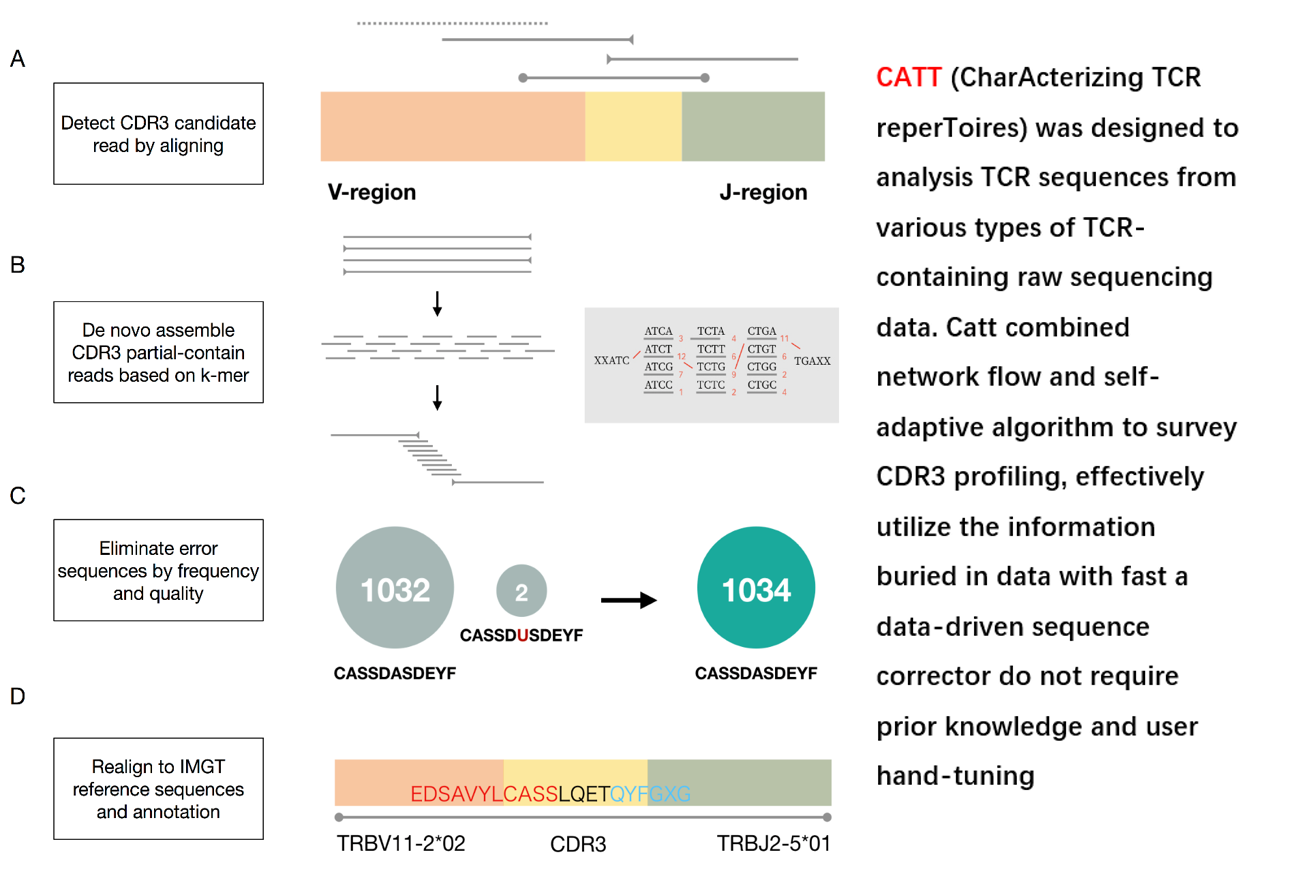 A
Detect CDR3 candidate
read by aligning
V-region
J-region
B
De novo assemble
CDR3 partial-contain
reads based on k-mer
XXATC
ATCA 3 TCTA 4 CTGA 11
ATCT 12 TCTT 6 CTGT 6
ATCG 7 TCTG 9 CTGG 2
ATCC 1 TCTC 2 CTGC 4
TGAXX
C
Eliminate error
sequences by frequency
and quality
1032
2
1034
CASSDUSDEYF
CASSDASDEYF
CASSDASDEYF
D
Realign to IMGT
reference sequences
and annotation
EDSAVYLCASSLQETQYFGXG
TRBV11-2*02
CDR3
TRBJ2-5*01
CATT (CharActerizing TCR
reperToires) was designed to
analysis TCR sequences from
various types of TCR-
containing raw sequencing
data. Catt combined
network flow and self-
adaptive algorithm to survey
CDR3 profiling, effectively
utilize the information
buried in data with fast a
data-driven sequence
corrector do not require
prior knowledge and user
hand-tuning